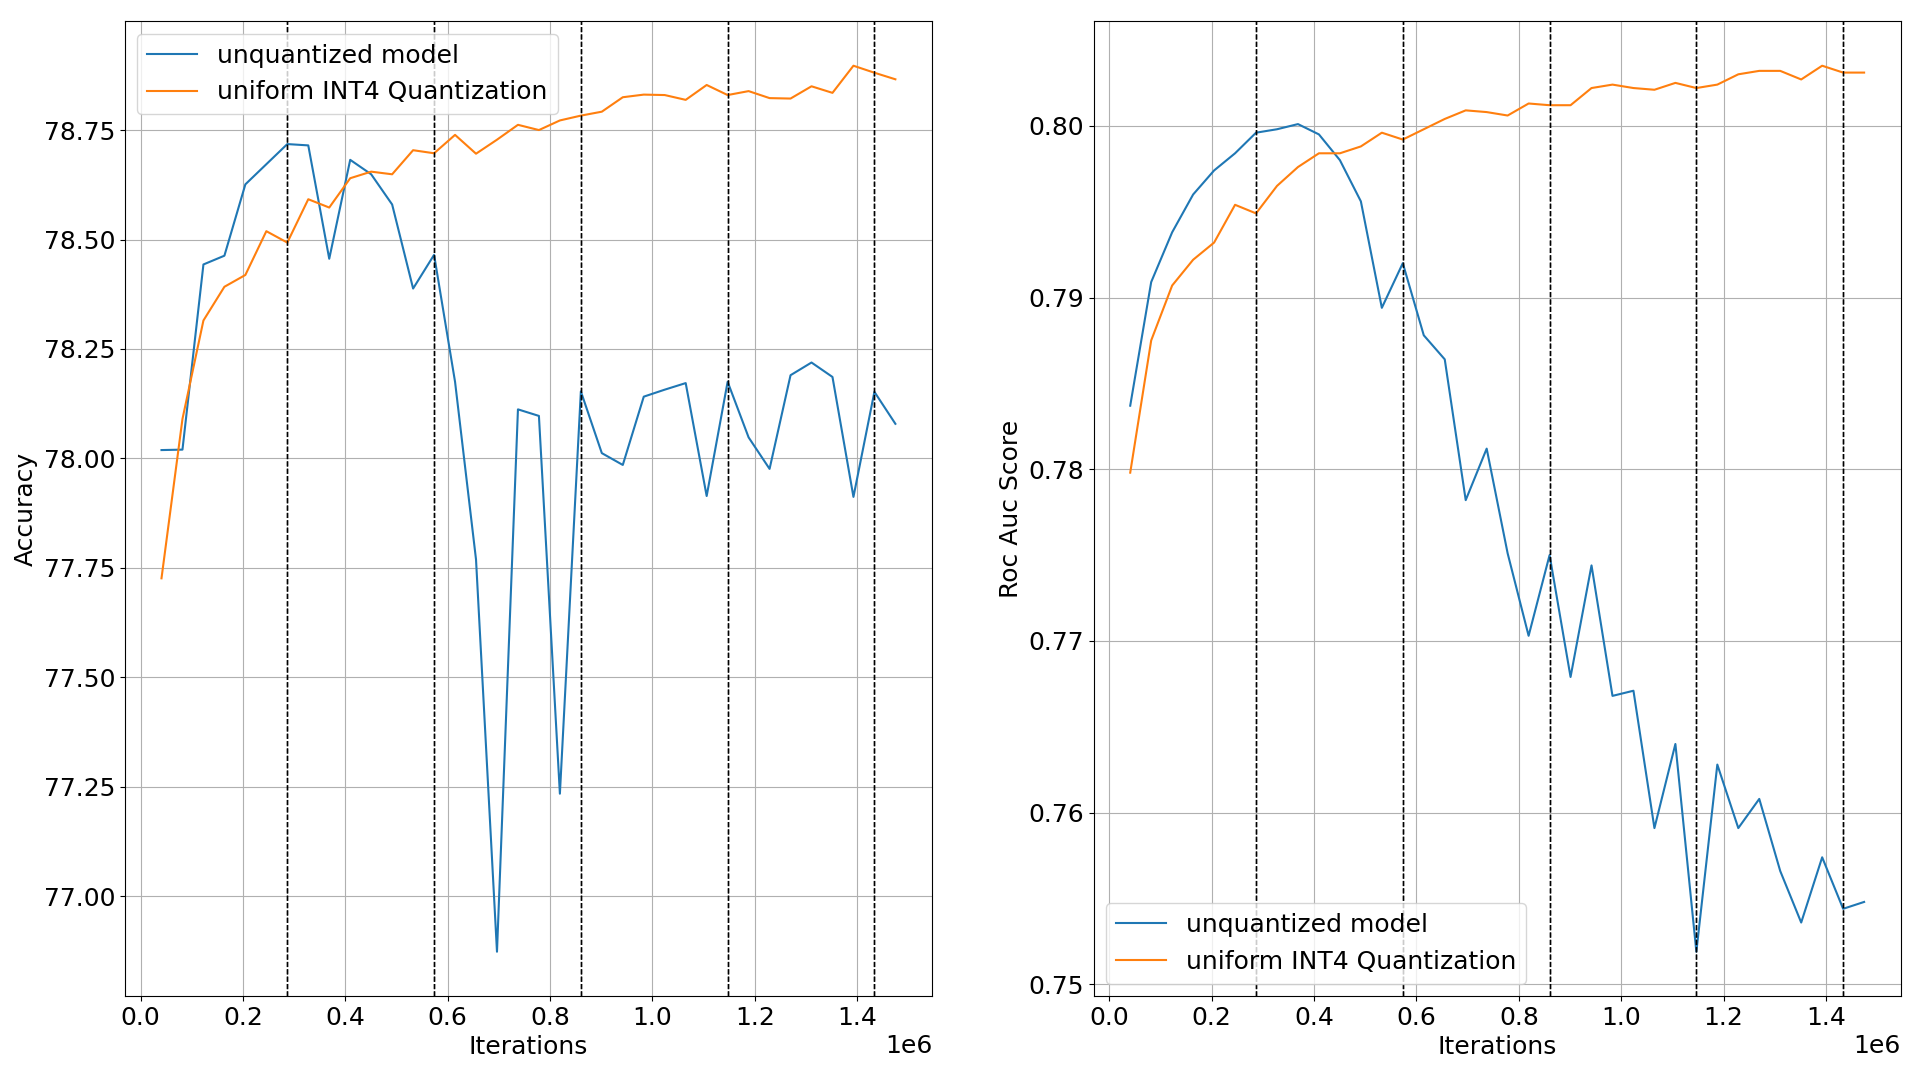 unquantized model
uniform INT4 Quantization
78.75
78.50
78.25
78.00
77.75
77.50
77.25
77.00
Accuracy
0.0 0.2 0.4 0.6 0.8 1.0 1.2 1.4
Iterations
1e6
0.80
0.79
0.78
0.77
0.76
0.75
Roc Auc Score
unquantized model
uniform INT4 Quantization
0.0 0.2 0.4 0.6 0.8 1.0 1.2 1.4
Iterations
1e6